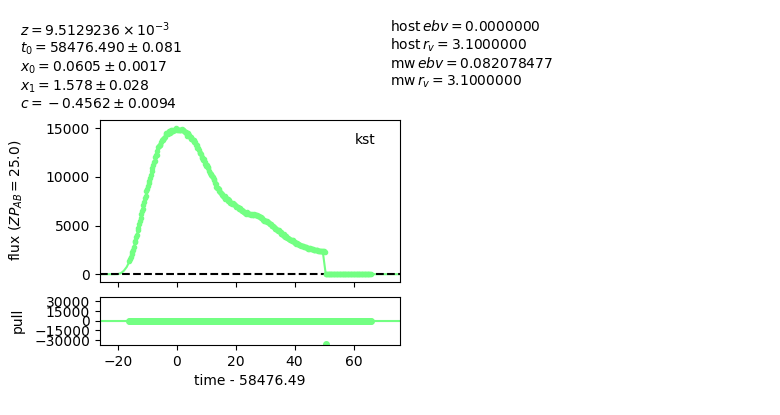 z = 9.5129236 × 10⁻³
t₀ = 58476.490 ± 0.081
x₀ = 0.0605 ± 0.0017
x₁ = 1.578 ± 0.028
c = −0.4562 ± 0.0094
host ebv = 0.0000000
host r_v = 3.1000000
mw ebv = 0.082078477
mw r_v = 3.1000000
kst
flux (ZP_AB = 25.0)
15000
10000
5000
0
pull
30000
15000
0
−15000
−30000
−20 0 20 40 60
time - 58476.49